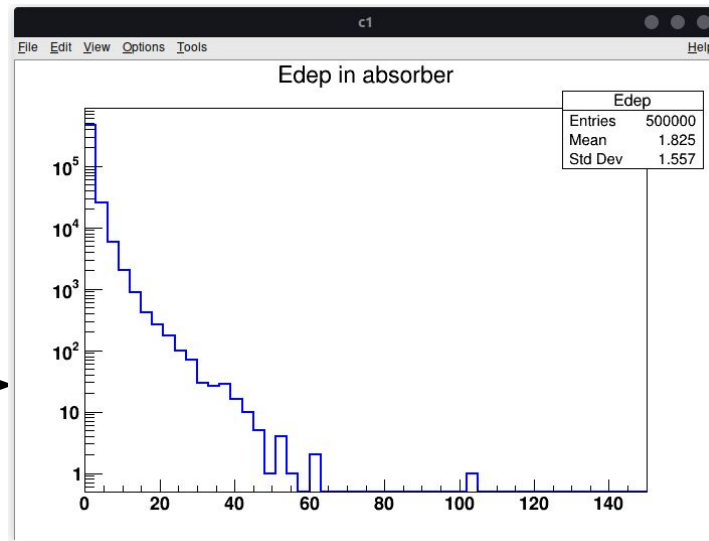 c1
File Edit View Options Tools Help
Edep in absorber
Edep
Entries 500000
Mean 1.825
Std Dev 1.557
10^5
10^4
10^3
10^2
10
1
0 20 40 60 80 100 120 140